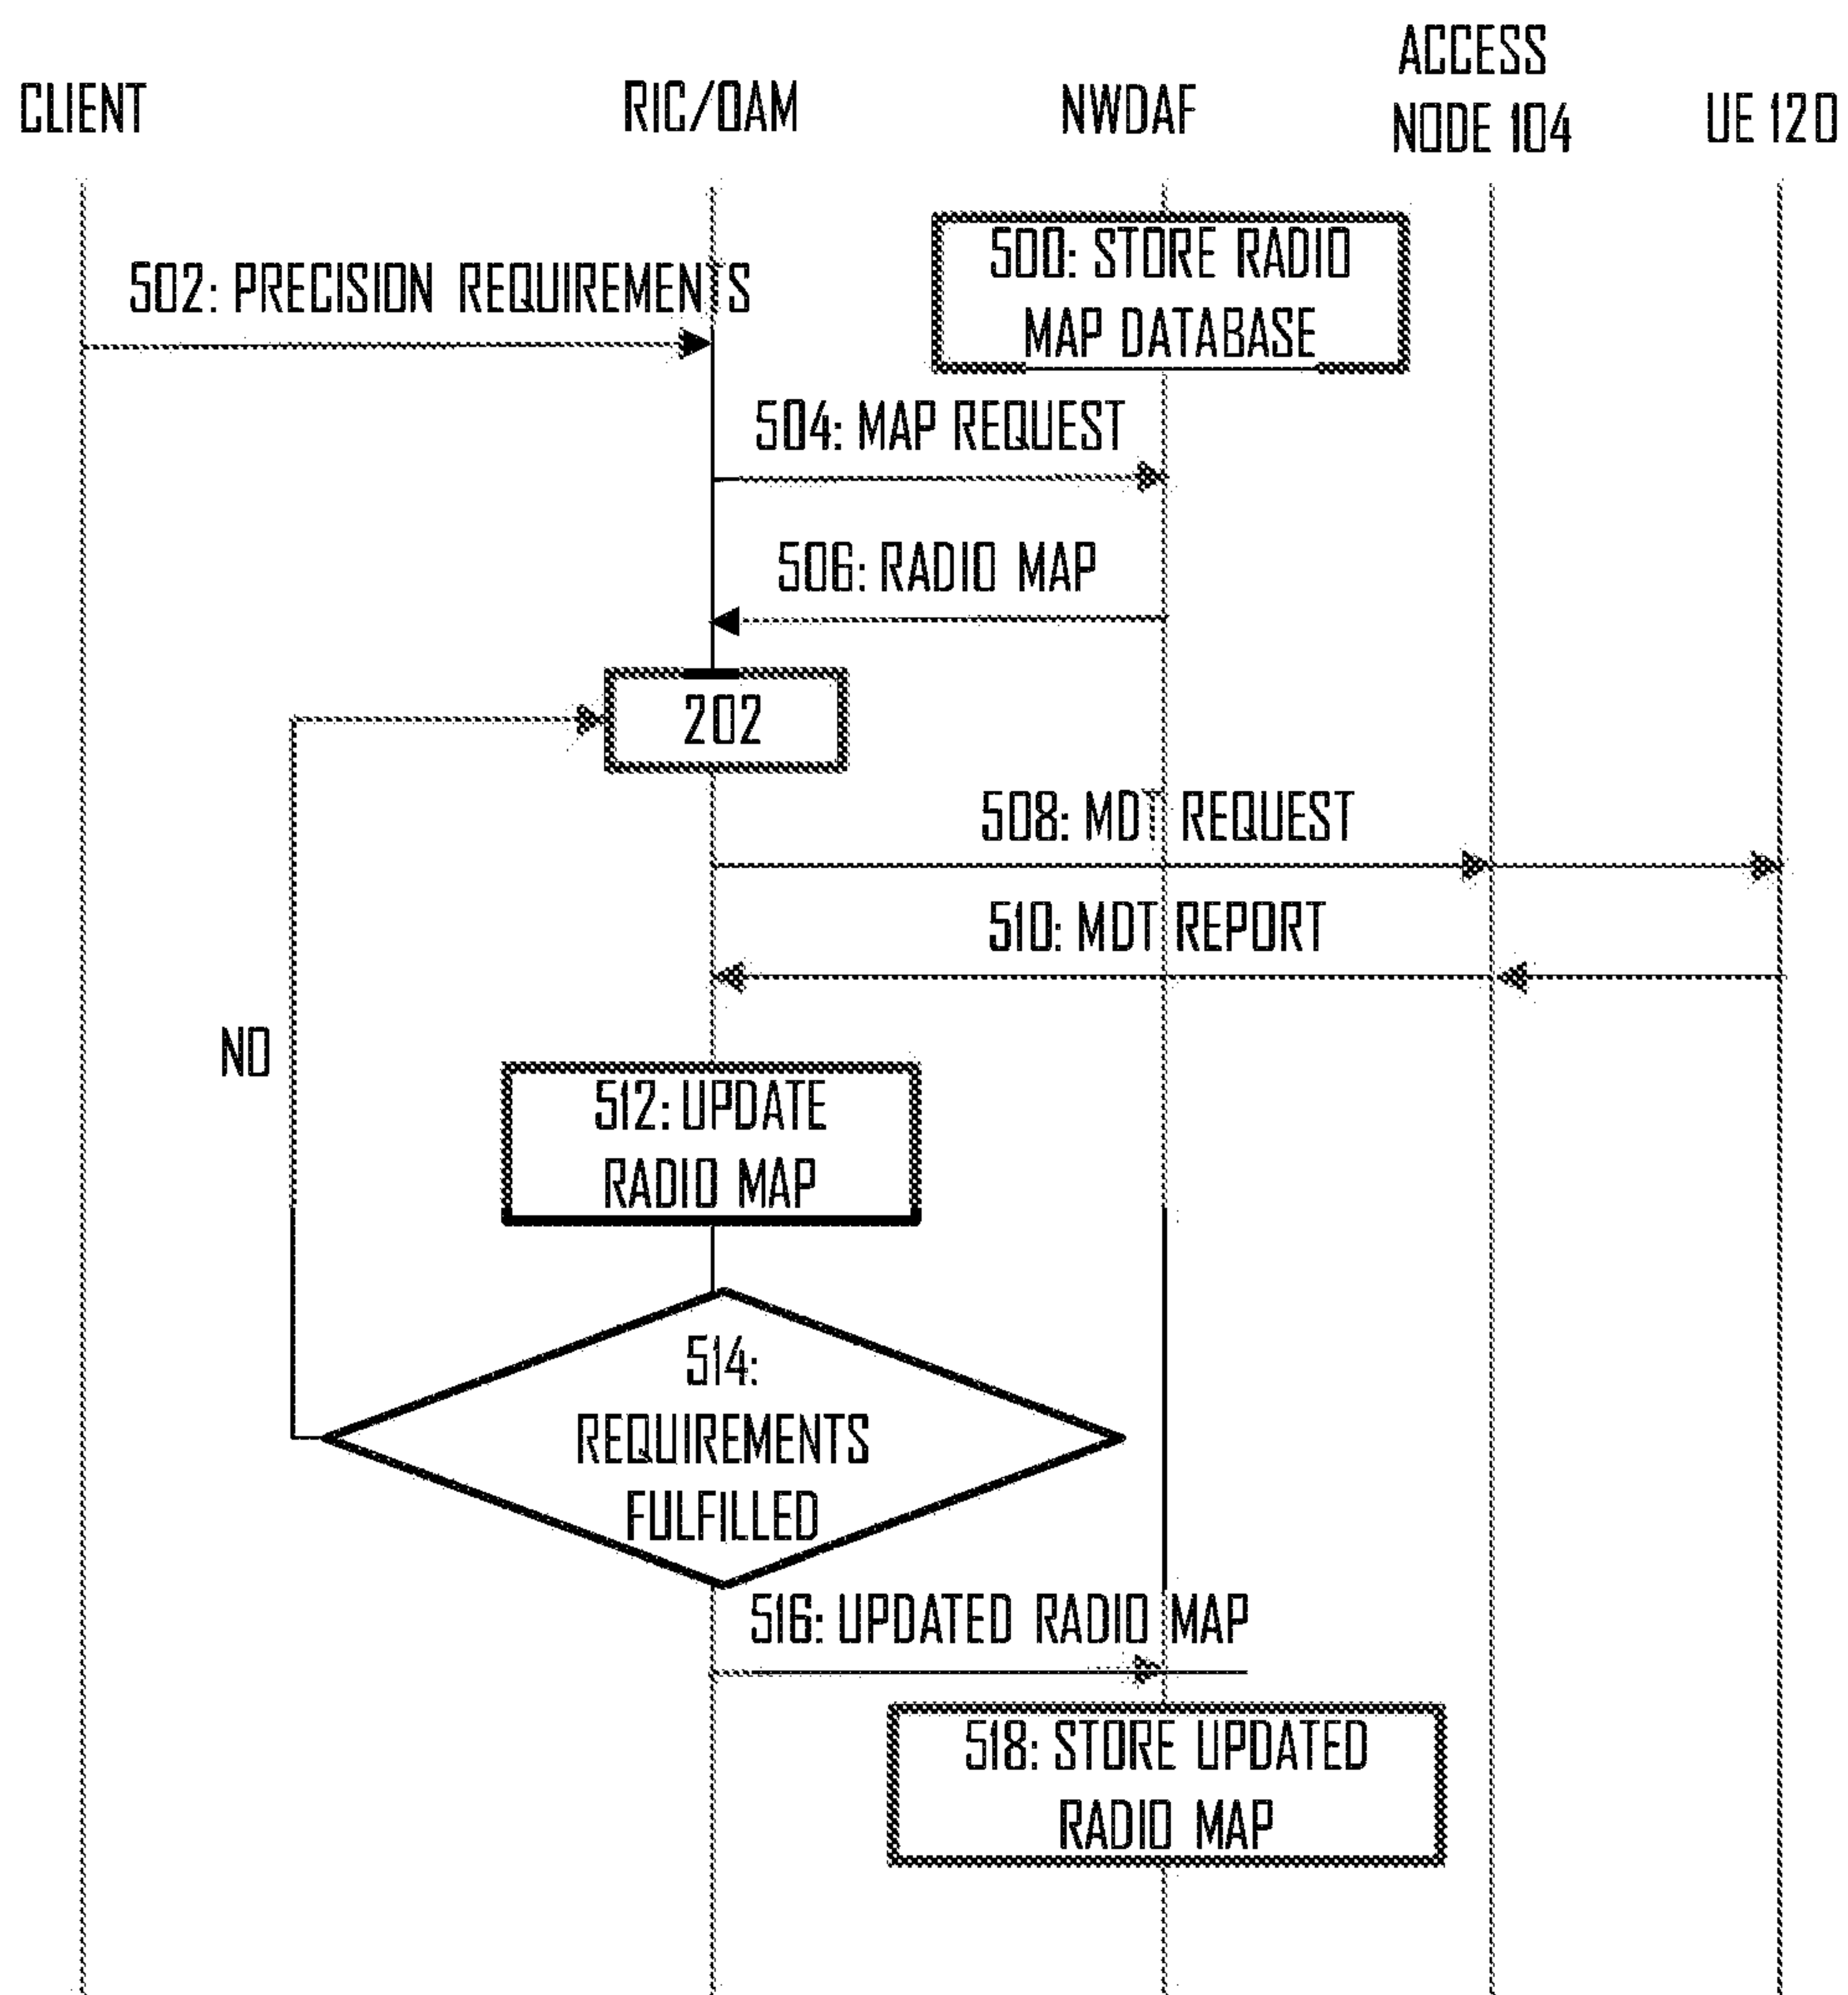 CLIENT
RIC/OAM
NWDAF
ACCESS
NODE 104
UE 120
500: STORE RADIO
MAP DATABASE
502: PRECISION REQUIREMENTS
504: MAP REQUEST
506: RADIO MAP
202
508: MDT REQUEST
510: MDT REPORT
NO
512: UPDATE
RADIO MAP
514:
REQUIREMENTS
FULFILLED
516: UPDATED RADIO MAP
518: STORE UPDATED
RADIO MAP